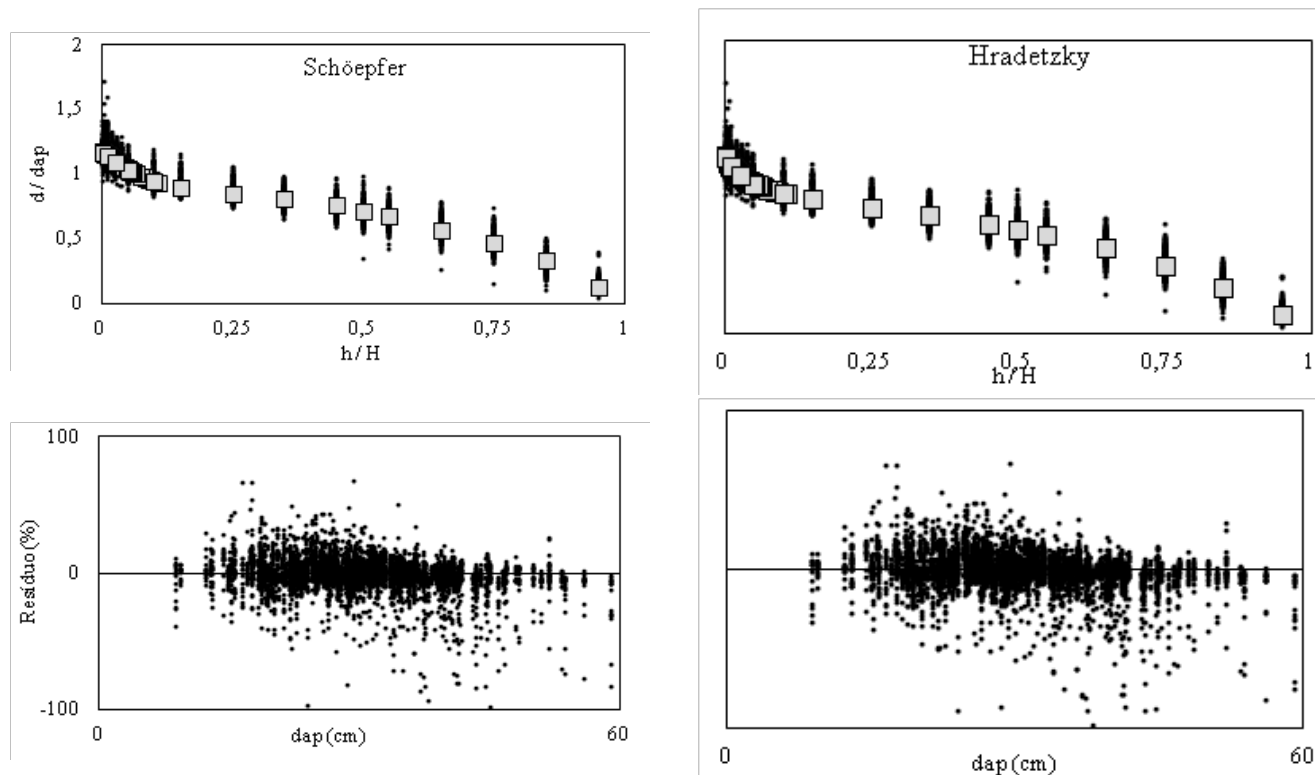 Schöepfer
2
1,5
1
0,5
0
d/dap
0
0,25
0,5
0,75
1
h/H
Hradetzky
0
0,25
0,5
0,75
1
h/H
100
0
-100
Resíduo(%)
0
60
dap(cm)
0
60
dap(cm)